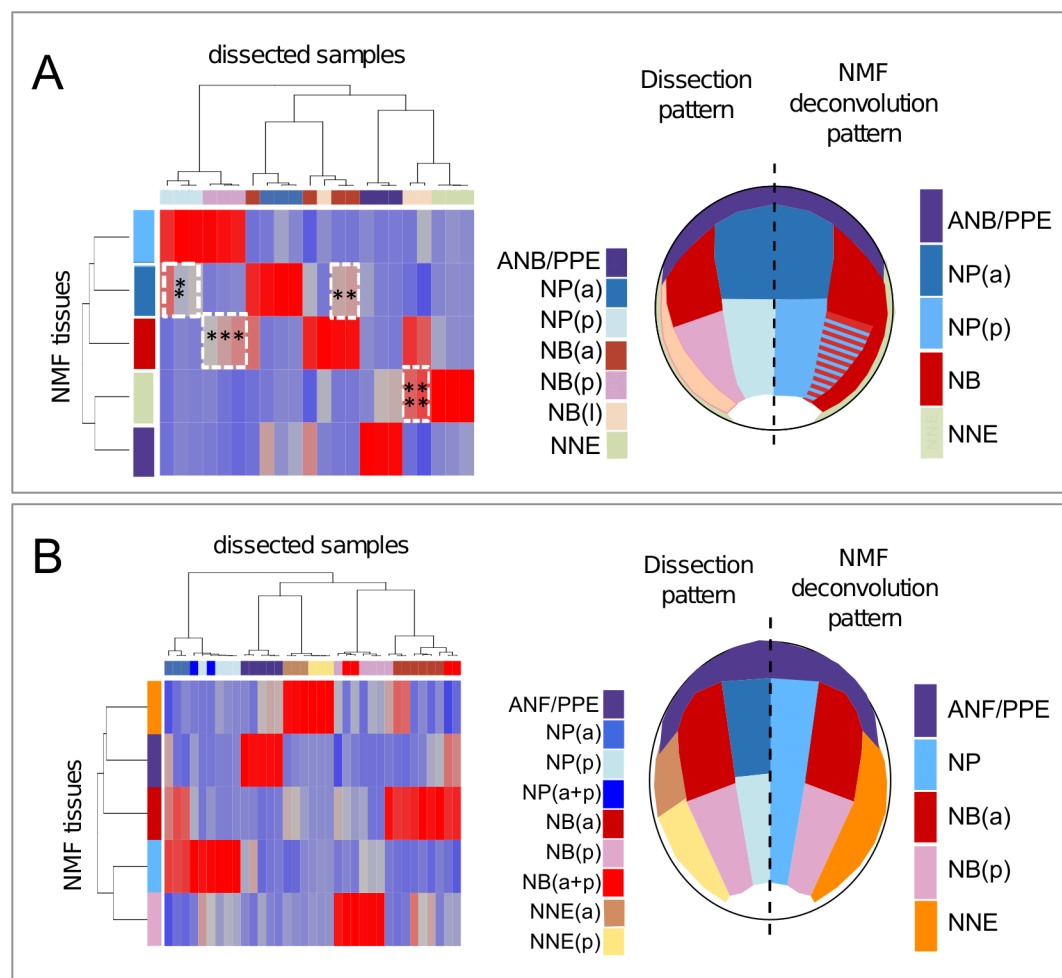 A
dissected samples
Dissection
pattern
NMF
deconvolution
pattern
NMF tissues
**
**
***
****
ANB/PPE
NP(a)
NP(p)
NB(a)
NB(p)
NB(l)
NNE
ANB/PPE
NP(a)
NP(p)
NB
NNE
NNE
B
dissected samples
Dissection
pattern
NMF
deconvolution
pattern
NMF tissues
ANF/PPE
NP(a)
NP(p)
NP(a+p)
NB(a)
NB(p)
NB(a+p)
NNE(a)
NNE(p)
ANF/PPE
NP
NB(a)
NB(p)
NNE